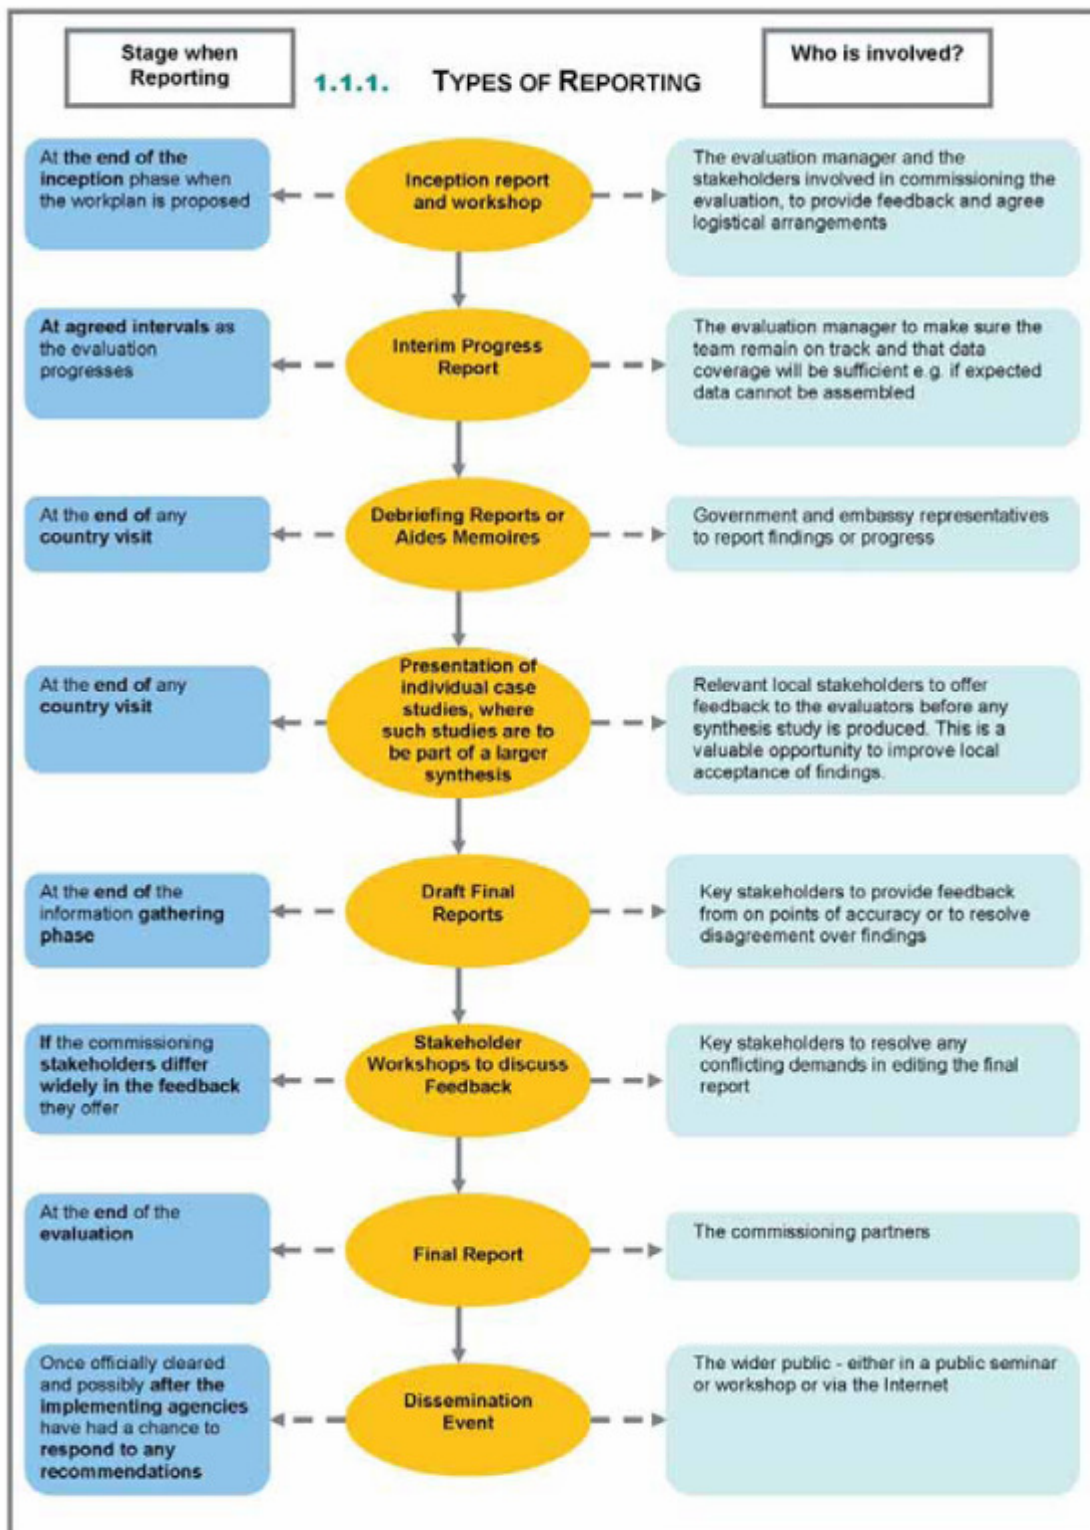 Stage when
Reporting
1.1.1. TYPES OF REPORTING
Who is involved?
At the end of the
inception phase when
the workplan is proposed
Inception report
and workshop
The evaluation manager and the
stakeholders involved in commissioning the
evaluation, to provide feedback and agree
logistical arrangements
At agreed intervals as
the evaluation
progresses
Interim Progress
Report
The evaluation manager to make sure the
team remain on track and that data
coverage will be sufficient e.g. if expected
data cannot be assembled
At the end of any
country visit
Debriefing Reports or
Aides Memoires
Government and embassy representatives
to report findings or progress
At the end of any
country visit
Presentation of
individual case
studies, where
such studies are to
be part of a larger
synthesis
Relevant local stakeholders to offer
feedback to the evaluators before any
synthesis study is produced. This is a
valuable opportunity to improve local
acceptance of findings.
At the end of the
information gathering
phase
Draft Final
Reports
Key stakeholders to provide feedback
from on points of accuracy or to resolve
disagreement over findings
If the commissioning
stakeholders differ
widely in the feedback
they offer
Stakeholder
Workshops to discuss
Feedback
Key stakeholders to resolve any
conflicting demands in editing the final
report
At the end of the
evaluation
Final Report
The commissioning partners
Once officially cleared
and possibly after the
implementing agencies
have had a chance to
respond to any
recommendations
Dissemination
Event
The wider public - either in a public seminar
or workshop or via the Internet